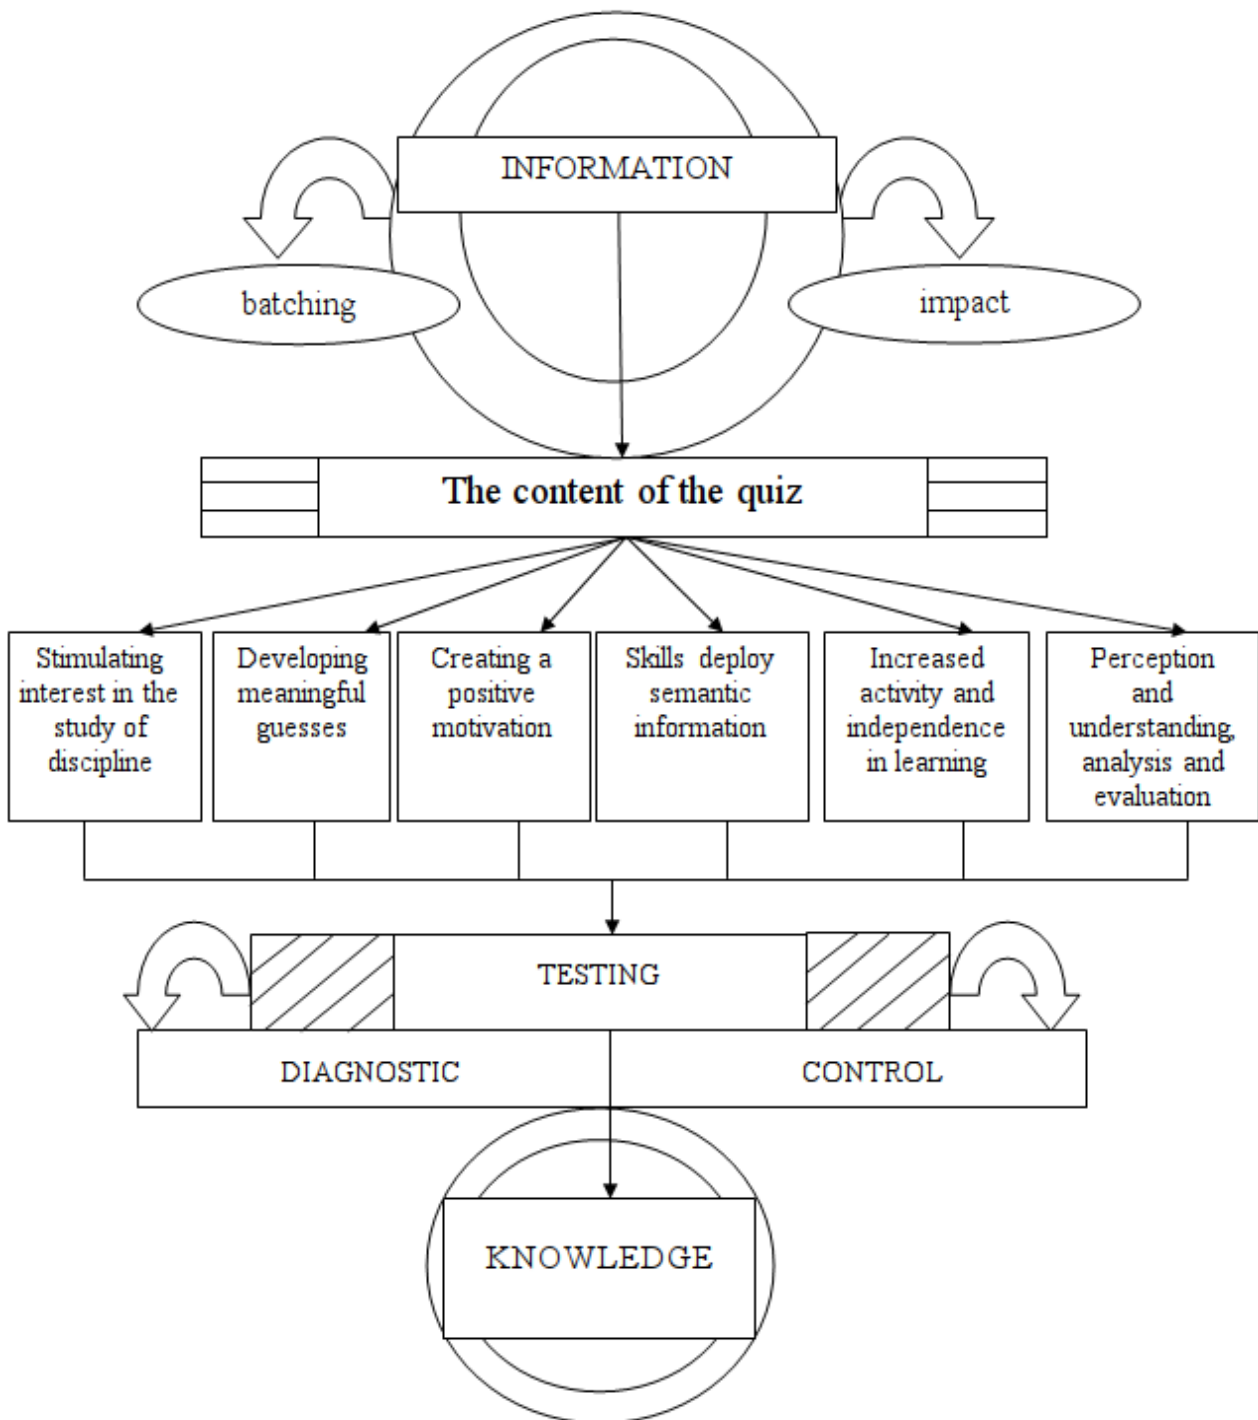 INFORMATION
batching
impact
The content of the quiz
Stimulating
interest in the
study of
discipline
Developing
meaningful
guesses
Creating a
positive
motivation
Skills deploy
semantic
information
Increased
activity and
independence
in learning
Perception
and
understanding,
analysis and
evaluation
TESTING
DIAGNOSTIC
CONTROL
KNOWLEDGE